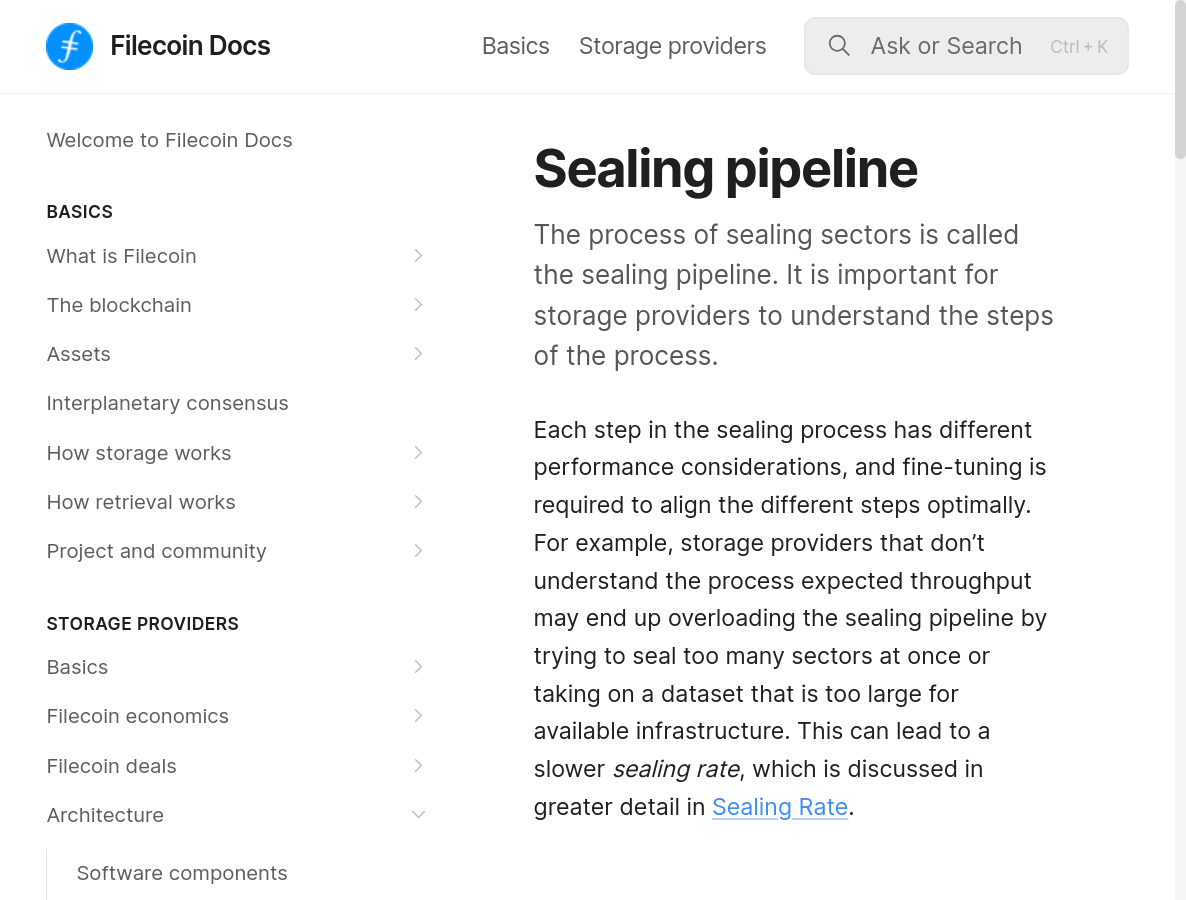 Filecoin Docs
Basics
Storage providers
Ask or Search
Ctrl + K
Welcome to Filecoin Docs
BASICS
What is Filecoin
The blockchain
Assets
Interplanetary consensus
How storage works
How retrieval works
Project and community
STORAGE PROVIDERS
Basics
Filecoin economics
Filecoin deals
Architecture
Software components
Sealing pipeline
The process of sealing sectors is called
the sealing pipeline. It is important for
storage providers to understand the steps
of the process.
Each step in the sealing process has different
performance considerations, and fine-tuning is
required to align the different steps optimally.
For example, storage providers that don’t
understand the process expected throughput
may end up overloading the sealing pipeline by
trying to seal too many sectors at once or
taking on a dataset that is too large for
available infrastructure. This can lead to a
slower sealing rate, which is discussed in
greater detail in Sealing Rate.